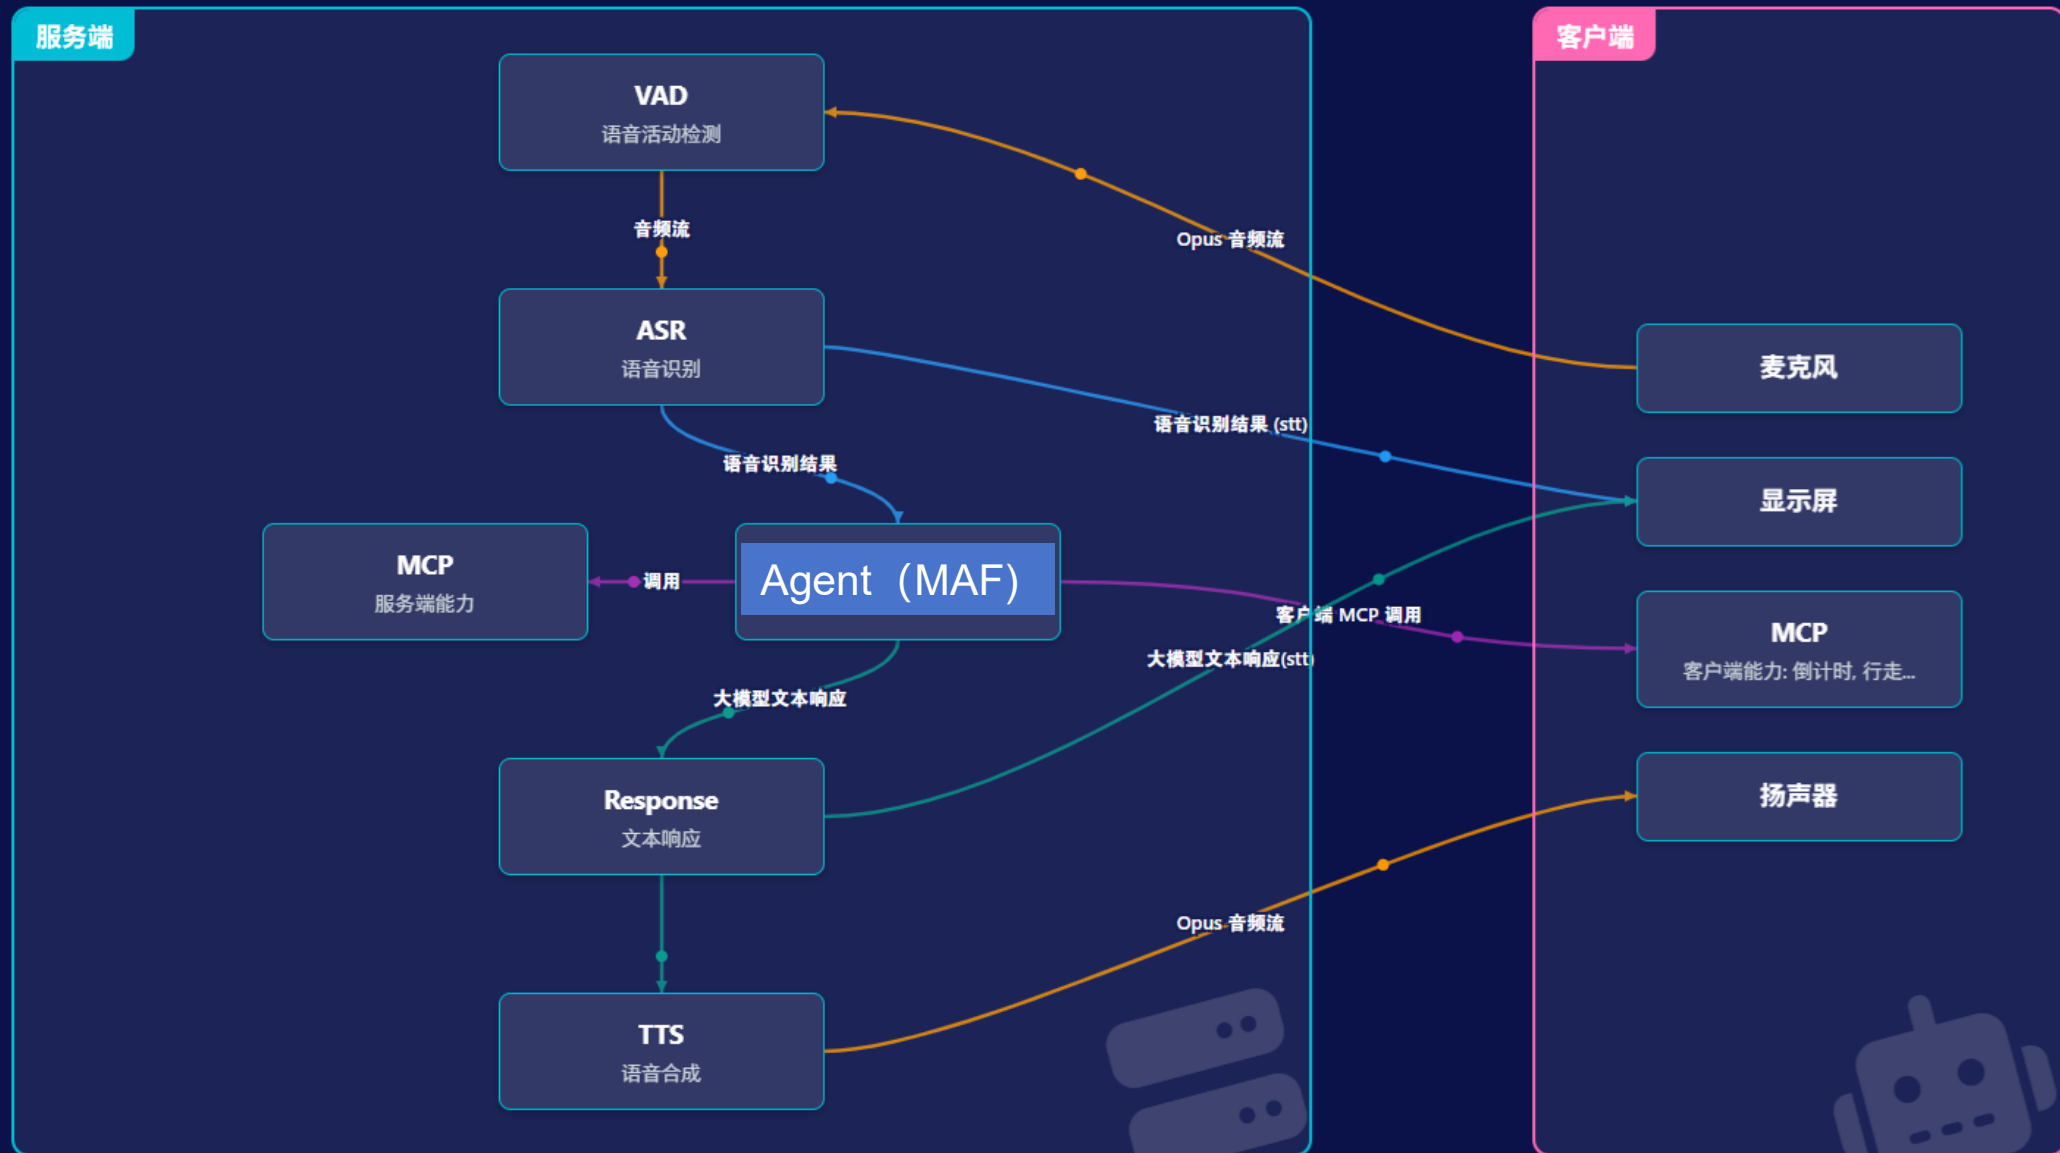 服务端
客户端
VAD
语音活动检测
音频流
Opus 音频流
ASR
语音识别
麦克风
语音识别结果 (stt)
语音识别结果
显示屏
MCP
服务端能力
调用
Agent（MAF）
客户端 MCP 调用
MCP
客户端能力: 倒计时, 行走...
大模型文本响应(stt)
大模型文本响应
Response
文本响应
扬声器
Opus 音频流
TTS
语音合成